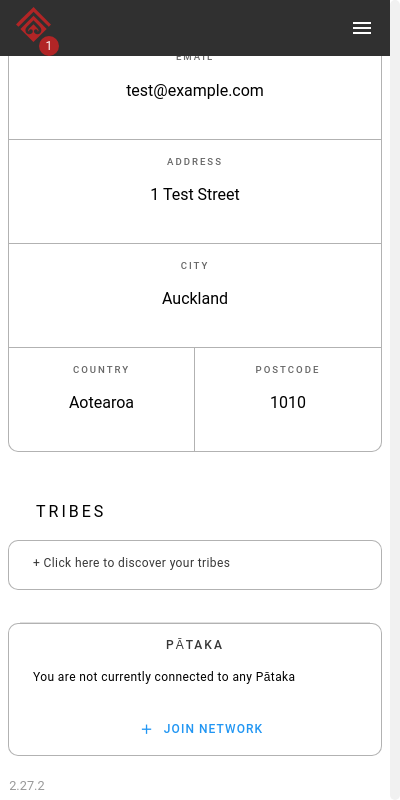 1
EMAIL
test@example.com
ADDRESS
1 Test Street
CITY
Auckland
COUNTRY
POSTCODE
Aotearoa
1010
TRIBES
+ Click here to discover your tribes
PĀTAKA
You are not currently connected to any Pātaka
+ JOIN NETWORK
2.27.2